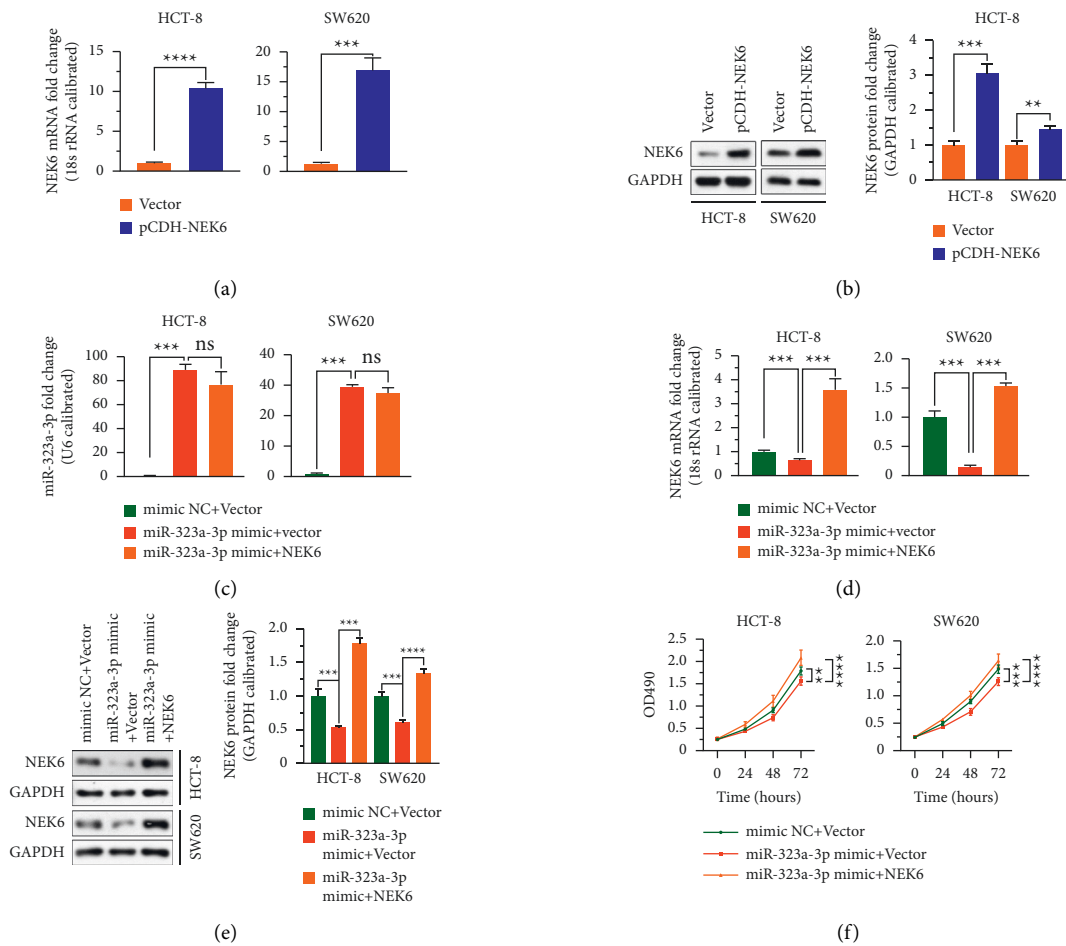 HCT-8
SW620
NEK6 mRNA fold change
(18s rRNA calibrated)
15
10
5
0
****
20
15
10
5
0
***
Vector
pCDH-NEK6
(a)
Vector
pCDH-NEK6
Vector
pCDH-NEK6
NEK6
GAPDH
HCT-8
SW620
HCT-8
NEK6 protein fold change
(GAPDH calibrated)
4
3
2
1
0
***
**
HCT-8
SW620
Vector
pCDH-NEK6
(b)
HCT-8
SW620
miR-323a-3p fold change
(U6 calibrated)
100
80
60
40
20
0
***
ns
40
30
20
10
0
***
ns
mimic NC+Vector
miR-323a-3p mimic+vector
miR-323a-3p mimic+NEK6
(c)
HCT-8
SW620
NEK6 mRNA fold change
(18s rRNA calibrated)
5
4
3
2
1
0
***
***
2.0
1.5
1.0
0.5
0
***
***
mimic NC+Vector
miR-323a-3p mimic+vector
miR-323a-3p mimic+NEK6
(d)
mimic NC+Vector
miR-323a-3p mimic
+Vector
miR-323a-3p mimic
+NEK6
NEK6
GAPDH
NEK6
GAPDH
HCT-8
SW620
NEK6 protein fold change
(GAPDH calibrated)
2.0
1.5
1.0
0.5
0
***
***
***
****
HCT-8
SW620
mimic NC+Vector
miR-323a-3p
mimic+Vector
miR-323a-3p
mimic+NEK6
(e)
HCT-8
SW620
OD490
2.5
2.0
1.5
1.0
0.5
0
**
****
0
24
48
72
Time (hours)
2.5
2.0
1.5
1.0
0.5
0
***
****
0
24
48
72
Time (hours)
mimic NC+Vector
miR-323a-3p mimic+Vector
miR-323a-3p mimic+NEK6
(f)